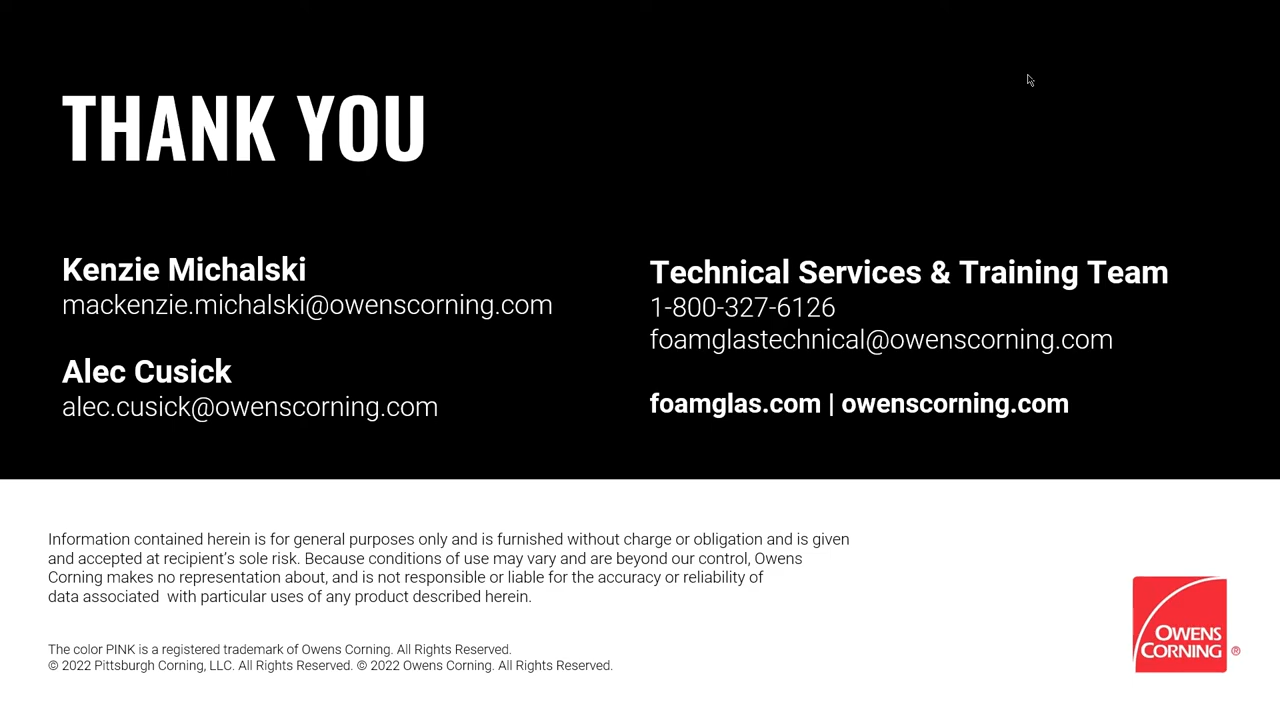 THANK YOU
Kenzie Michalski
mackenzie.michalski@owenscorning.com
Alec Cusick
alec.cusick@owenscorning.com
Technical Services & Training Team
1-800-327-6126
foamglastechnical@owenscorning.com
foamglas.com | owenscorning.com
Information contained herein is for general purposes only and is furnished without charge or obligation and is given
and accepted at recipient's sole risk. Because conditions of use may vary and are beyond our control, Owens
Corning makes no representation about, and is not responsible or liable for the accuracy or reliability of
data associated  with particular uses of any product described herein.
The color PINK is a registered trademark of Owens Corning. All Rights Reserved.
© 2022 Pittsburgh Corning, LLC. All Rights Reserved. © 2022 Owens Corning. All Rights Reserved.
OWENS
CORNING ®